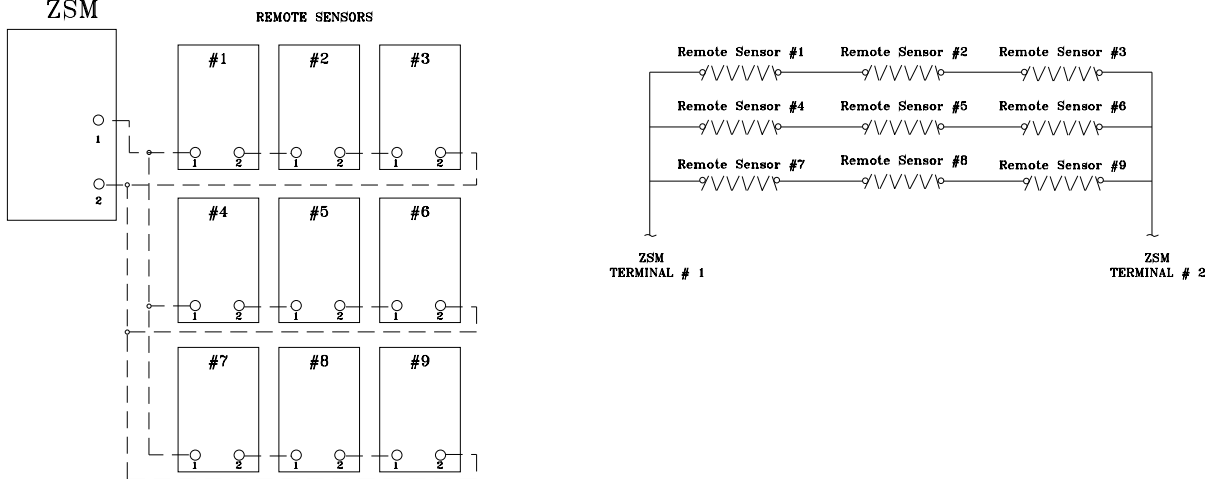 ZSM
REMOTE SENSORS
#1 #2 #3
1
1 2 1 2 1 2
2
#4 #5 #6
1 2 1 2 1 2
#7 #8 #9
1 2 1 2 1 2
Remote Sensor #1 Remote Sensor #2 Remote Sensor #3
Remote Sensor #4 Remote Sensor #5 Remote Sensor #6
Remote Sensor #7 Remote Sensor #8 Remote Sensor #9
ZSM
TERMINAL # 1
ZSM
TERMINAL # 2